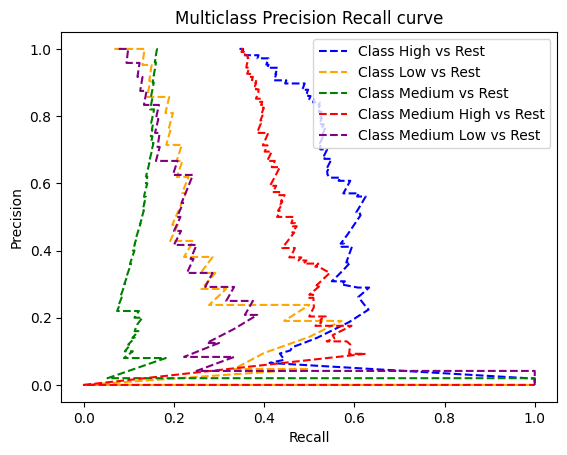 Multiclass Precision Recall curve
Class High vs Rest
Class Low vs Rest
Class Medium vs Rest
Class Medium High vs Rest
Class Medium Low vs Rest
Precision
1.0
0.8
0.6
0.4
0.2
0.0
0.0 0.2 0.4 0.6 0.8 1.0
Recall